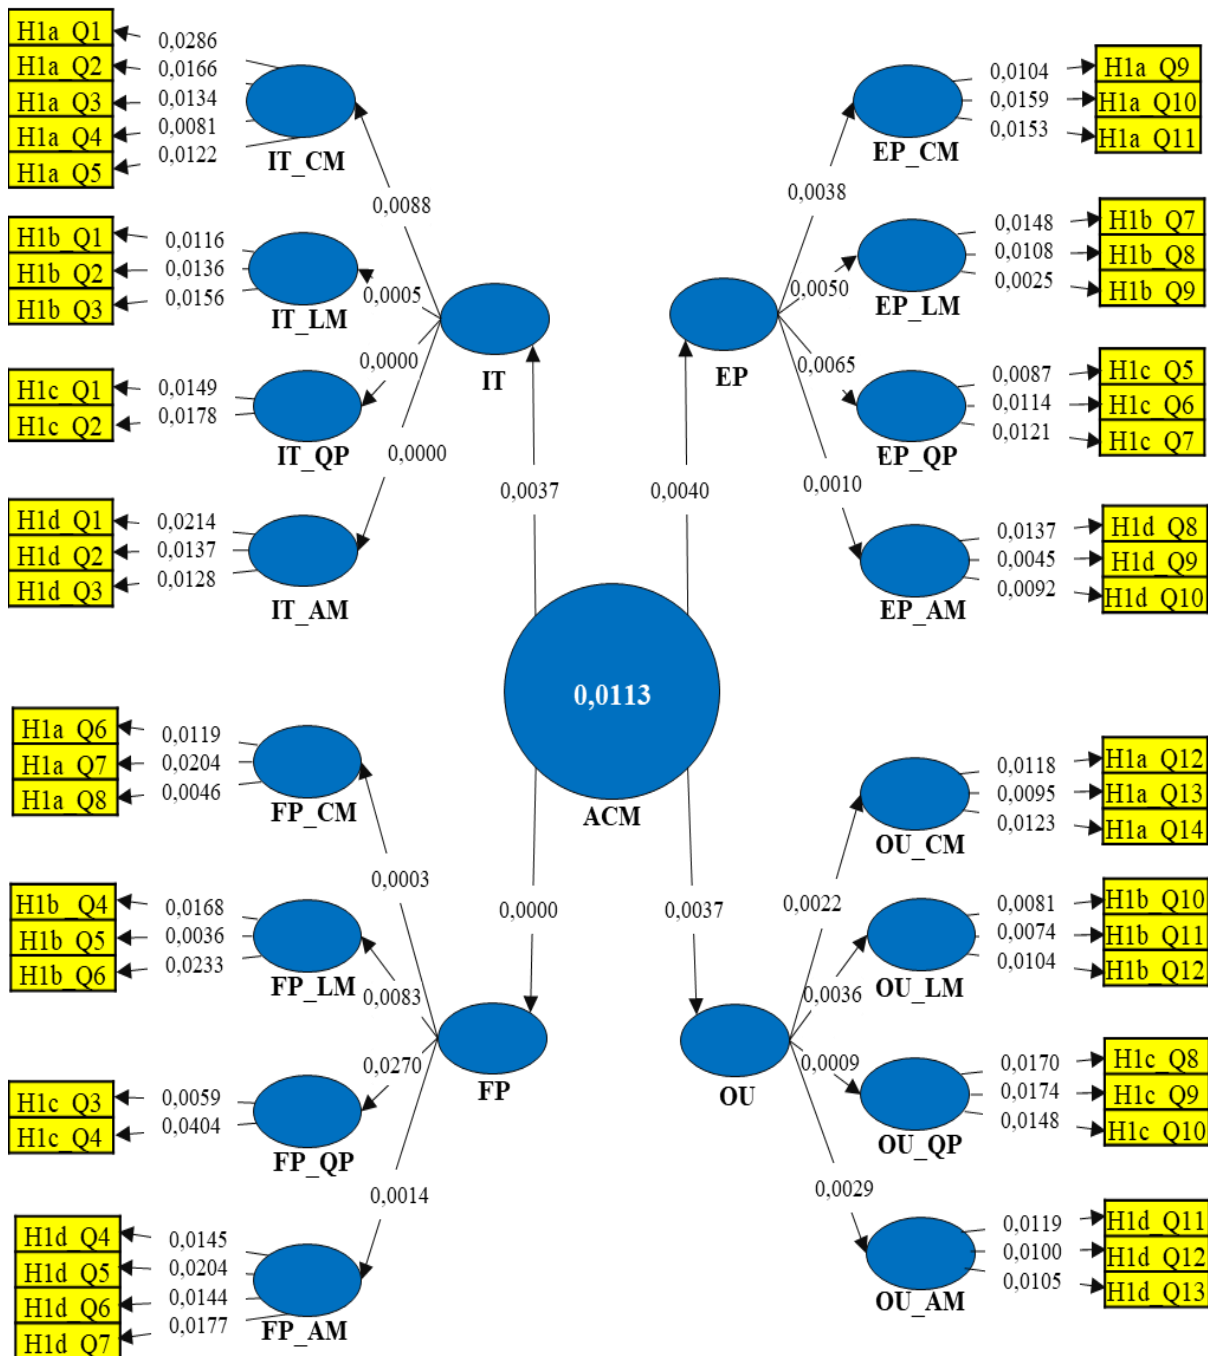 H1a_Q1
H1a_Q2
H1a_Q3
H1a_Q4
H1a_Q5
0,0286
0,0166
0,0134
0,0081
0,0122
IT_CM
0,0088
H1b_Q1
H1b_Q2
H1b_Q3
0,0116
0,0136
0,0156
IT_LM
0,0005
H1c_Q1
H1c_Q2
0,0149
0,0178
IT_QP
0,0000
H1d_Q1
H1d_Q2
H1d_Q3
0,0214
0,0137
0,0128
IT_AM
0,0000
IT
0,0037
EP
0,0040
0,0038
EP_CM
0,0104
0,0159
0,0153
H1a_Q9
H1a_Q10
H1a_Q11
0,0050
EP_LM
0,0148
0,0108
0,0025
H1b_Q7
H1b_Q8
H1b_Q9
0,0065
EP_QP
0,0087
0,0114
0,0121
H1c_Q5
H1c_Q6
H1c_Q7
0,0010
EP_AM
0,0137
0,0045
0,0092
H1d_Q8
H1d_Q9
H1d_Q10
0,0113
ACM
H1a_Q6
H1a_Q7
H1a_Q8
0,0119
0,0204
0,0046
FP_CM
0,0003
H1b_Q4
H1b_Q5
H1b_Q6
0,0168
0,0036
0,0233
FP_LM
0,0083
H1c_Q3
H1c_Q4
0,0059
0,0404
FP_QP
0,0270
H1d_Q4
H1d_Q5
H1d_Q6
H1d_Q7
0,0145
0,0204
0,0144
0,0177
FP_AM
0,0014
FP
0,0000
OU
0,0037
0,0022
OU_CM
0,0118
0,0095
0,0123
H1a_Q12
H1a_Q13
H1a_Q14
0,0036
OU_LM
0,0081
0,0074
0,0104
H1b_Q10
H1b_Q11
H1b_Q12
0,0009
OU_QP
0,0170
0,0174
0,0148
H1c_Q8
H1c_Q9
H1c_Q10
0,0029
OU_AM
0,0119
0,0100
0,0105
H1d_Q11
H1d_Q12
H1d_Q13